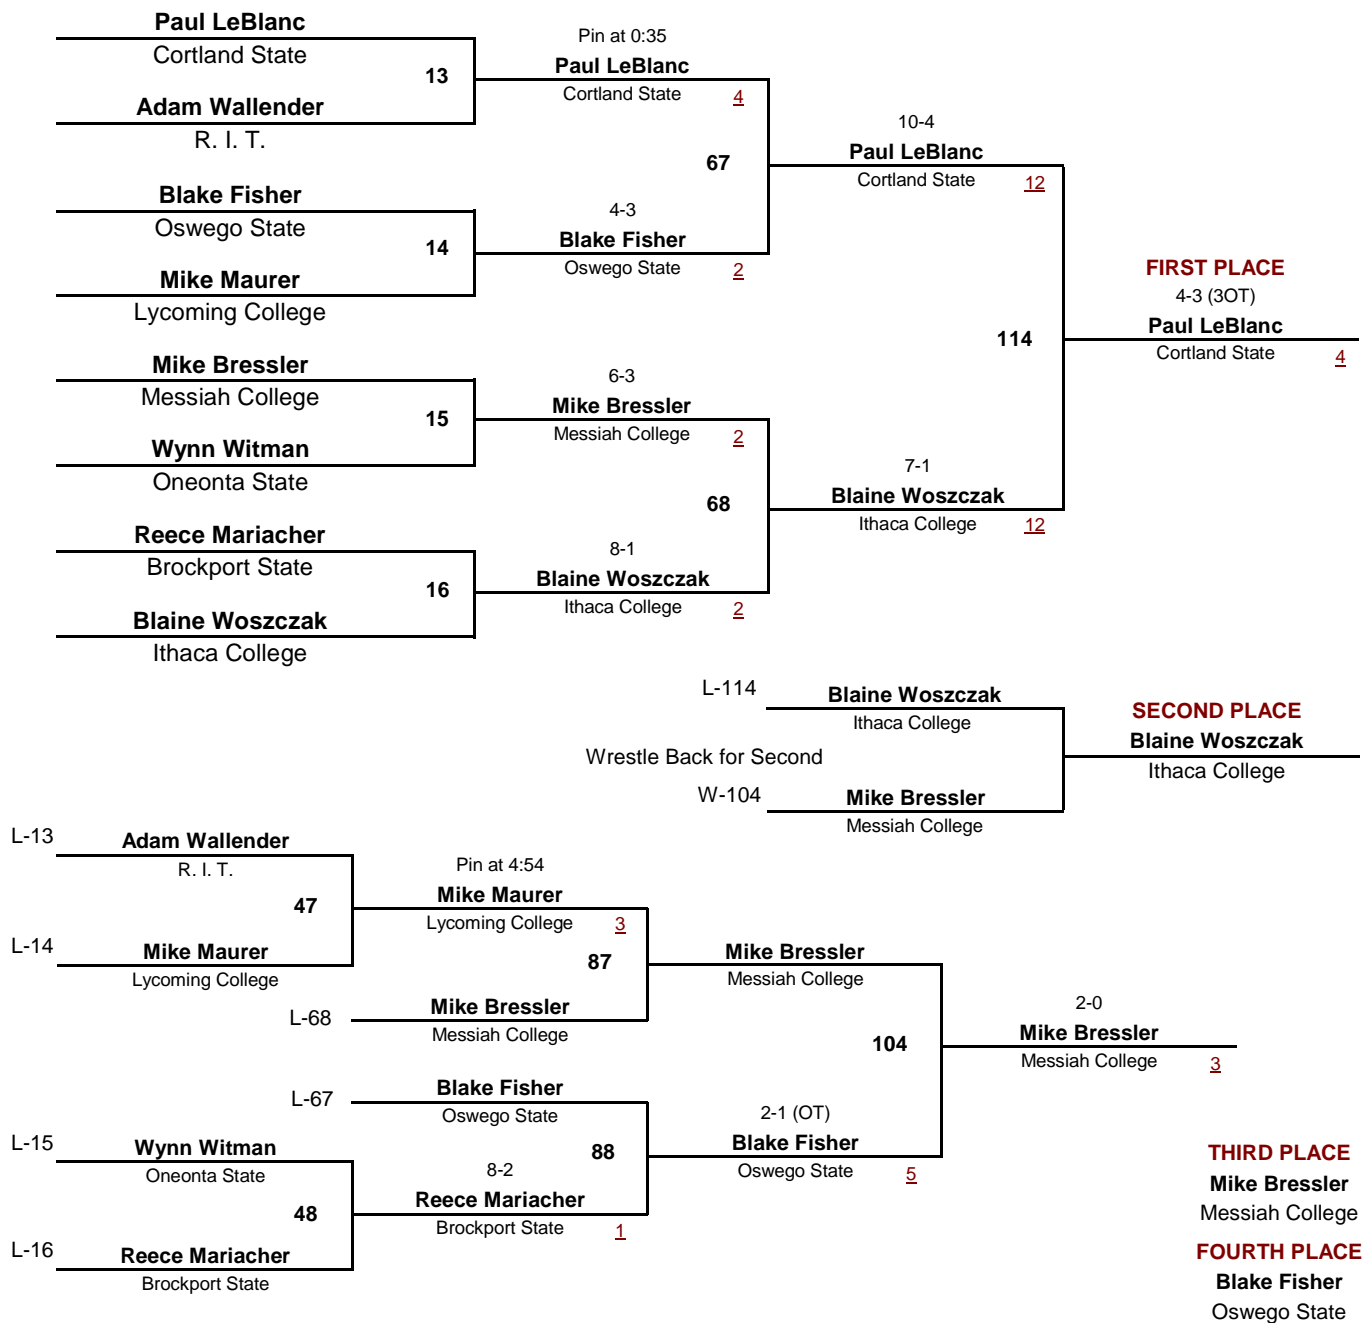 Paul LeBlanc
Cortland State
13
Adam Wallender
R. I. T.
Pin at 0:35
Paul LeBlanc
Cortland State
4
67
Blake Fisher
Oswego State
14
Mike Maurer
Lycoming College
4-3
Blake Fisher
Oswego State
2
10-4
Paul LeBlanc
Cortland State
12
114
Mike Bressler
Messiah College
15
Wynn Witman
Oneonta State
6-3
Mike Bressler
Messiah College
2
68
Reece Mariacher
Brockport State
16
Blaine Woszczak
Ithaca College
8-1
Blaine Woszczak
Ithaca College
2
7-1
Blaine Woszczak
Ithaca College
12
FIRST PLACE
4-3 (3OT)
Paul LeBlanc
Cortland State
4
L-114
Blaine Woszczak
Ithaca College
Wrestle Back for Second
W-104
Mike Bressler
Messiah College
SECOND PLACE
Blaine Woszczak
Ithaca College
L-13
Adam Wallender
R. I. T.
47
L-14
Mike Maurer
Lycoming College
Pin at 4:54
Mike Maurer
Lycoming College
3
87
L-68
Mike Bressler
Messiah College
Mike Bressler
Messiah College
104
L-67
Blake Fisher
Oswego State
88
L-15
Wynn Witman
Oneonta State
48
L-16
Reece Mariacher
Brockport State
8-2
Reece Mariacher
Brockport State
1
2-1 (OT)
Blake Fisher
Oswego State
5
2-0
Mike Bressler
Messiah College
3
THIRD PLACE
Mike Bressler
Messiah College
FOURTH PLACE
Blake Fisher
Oswego State